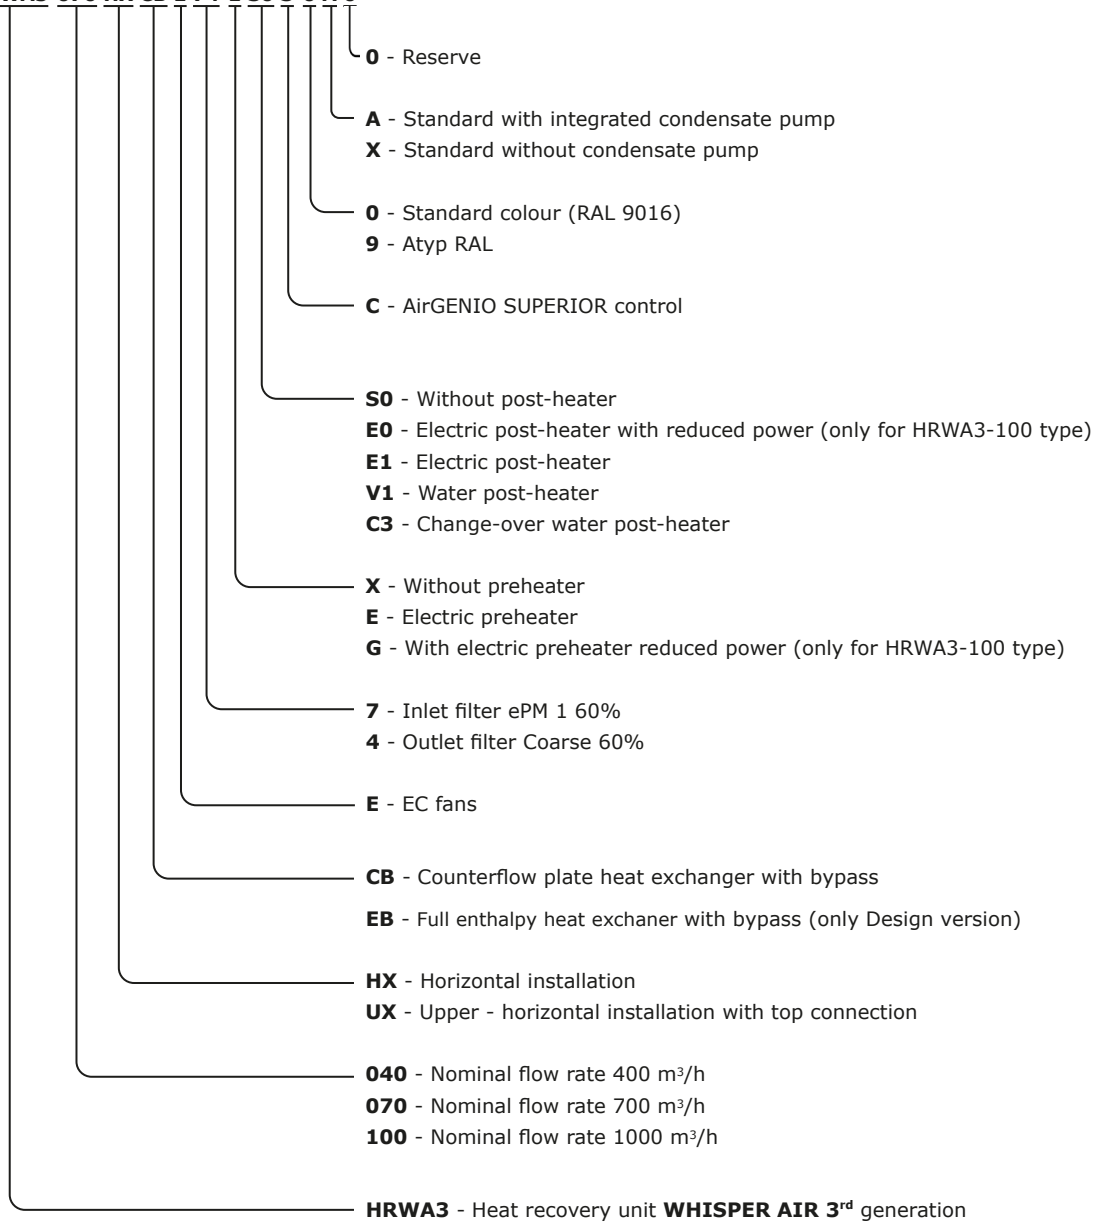 0 - Reserve
A - Standard with integrated condensate pump
X - Standard without condensate pump
0 - Standard colour (RAL 9016)
9 - Atyp RAL
C - AirGENIO SUPERIOR control
S0 - Without post-heater
E0 - Electric post-heater with reduced power (only for HRWA3-100 type)
E1 - Electric post-heater
V1 - Water post-heater
C3 - Change-over water post-heater
X - Without preheater
E - Electric preheater
G - With electric preheater reduced power (only for HRWA3-100 type)
7 - Inlet filter ePM 1 60%
4 - Outlet filter Coarse 60%
E - EC fans
CB - Counterflow plate heat exchanger with bypass
EB - Full enthalpy heat exchaner with bypass (only Design version)
HX - Horizontal installation
UX - Upper - horizontal installation with top connection
040 - Nominal flow rate 400 m³/h
070 - Nominal flow rate 700 m³/h
100 - Nominal flow rate 1000 m³/h
HRWA3 - Heat recovery unit WHISPER AIR 3rd generation